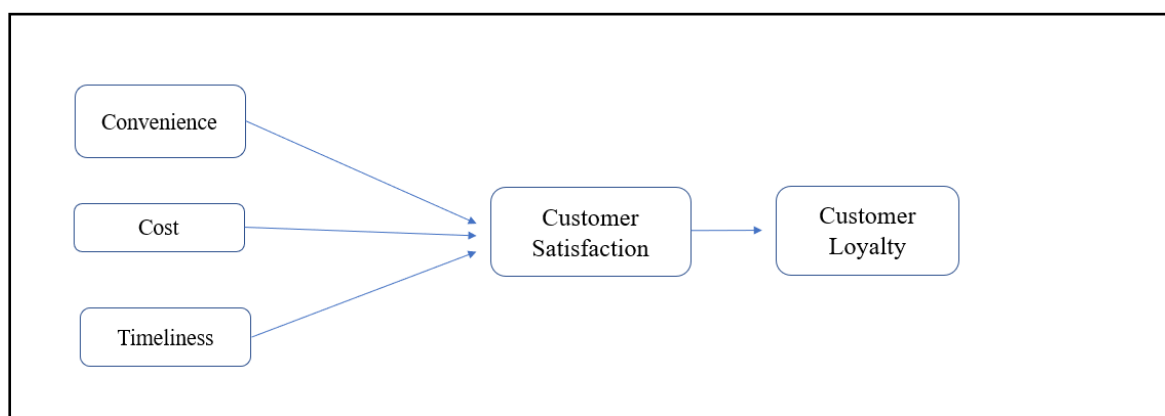 Convenience
Cost
Timeliness
Customer
Satisfaction
Customer
Loyalty